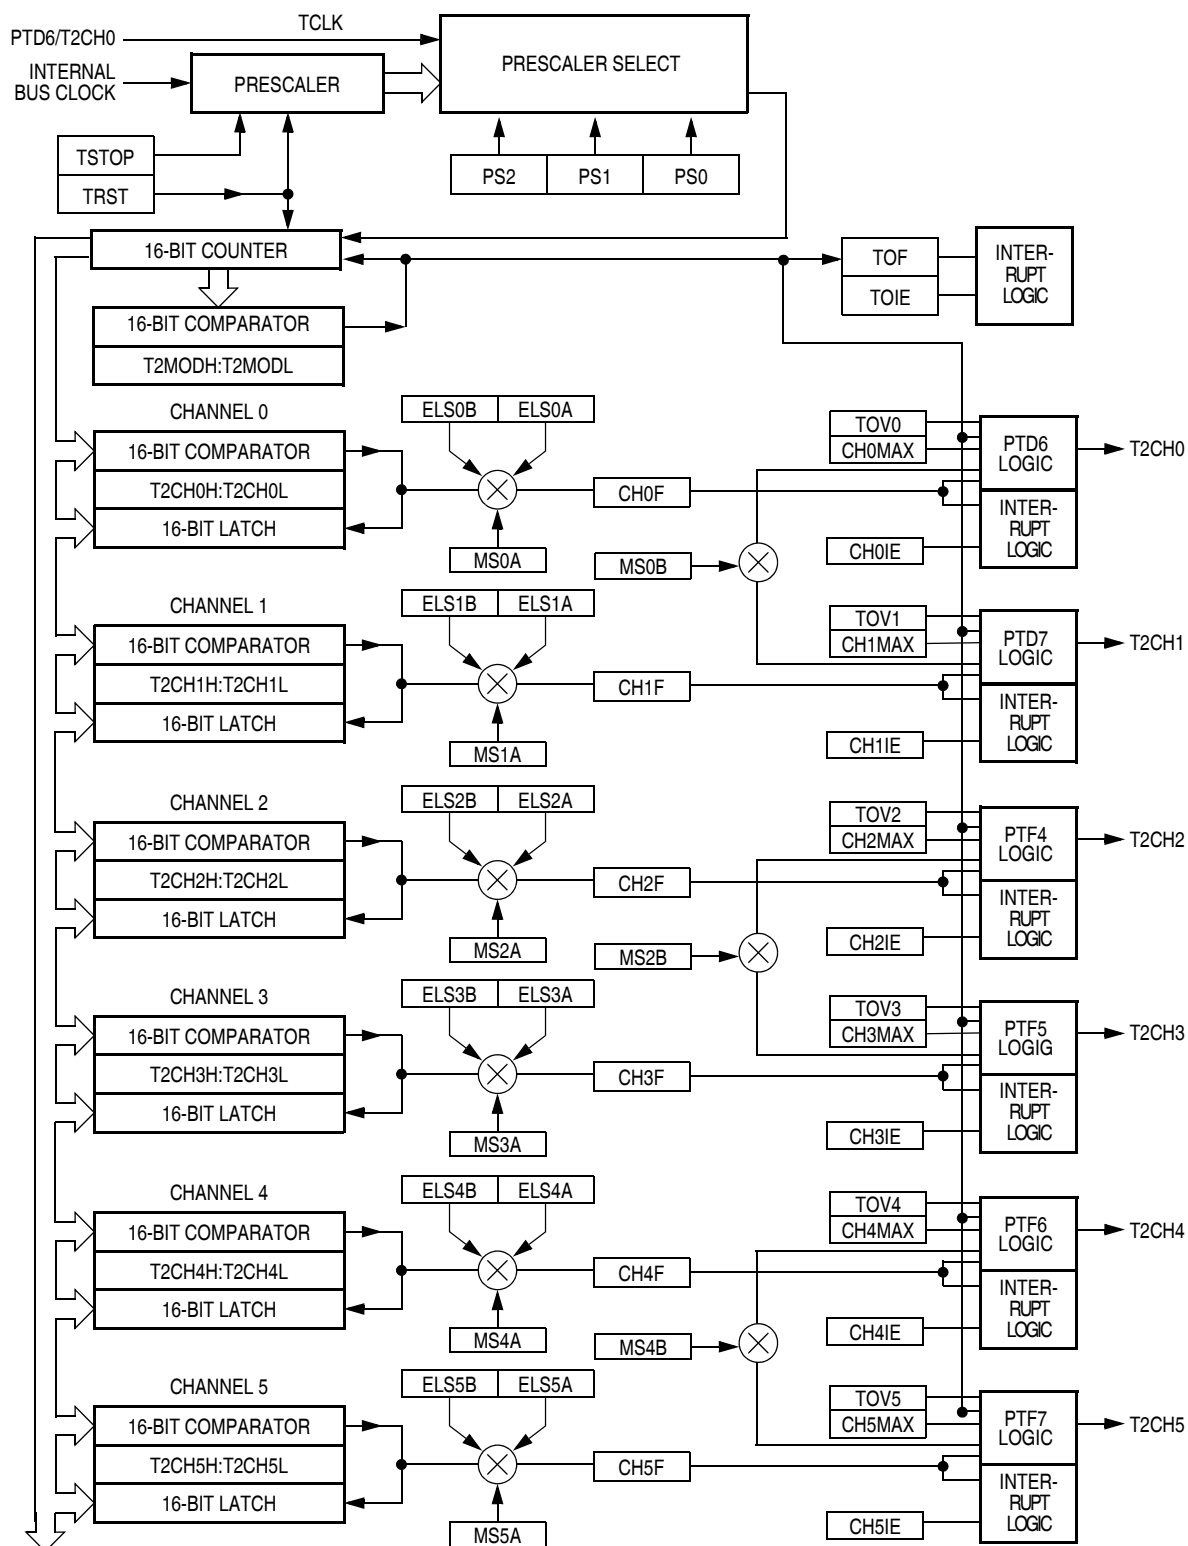 TCLK
PTD6/T2CH0
INTERNAL
BUS CLOCK
PRESCALER
PRESCALER SELECT
TSTOP
TRST
PS2
PS1
PS0
16-BIT COUNTER
TOF
TOIE
INTER-
RUPT
LOGIC
16-BIT COMPARATOR
T2MODH:T2MODL
CHANNEL 0
16-BIT COMPARATOR
T2CH0H:T2CH0L
16-BIT LATCH
ELS0B
ELS0A
MS0A
CH0F
MS0B
TOV0
CH0MAX
CH0IE
PTD6
LOGIC
INTER-
RUPT
LOGIC
T2CH0
CHANNEL 1
16-BIT COMPARATOR
T2CH1H:T2CH1L
16-BIT LATCH
ELS1B
ELS1A
MS1A
CH1F
TOV1
CH1MAX
CH1IE
PTD7
LOGIC
INTER-
RUPT
LOGIC
T2CH1
CHANNEL 2
16-BIT COMPARATOR
T2CH2H:T2CH2L
16-BIT LATCH
ELS2B
ELS2A
MS2A
CH2F
MS2B
TOV2
CH2MAX
CH2IE
PTF4
LOGIC
INTER-
RUPT
LOGIC
T2CH2
CHANNEL 3
16-BIT COMPARATOR
T2CH3H:T2CH3L
16-BIT LATCH
ELS3B
ELS3A
MS3A
CH3F
TOV3
CH3MAX
CH3IE
PTF5
LOGIG
INTER-
RUPT
LOGIC
T2CH3
CHANNEL 4
16-BIT COMPARATOR
T2CH4H:T2CH4L
16-BIT LATCH
ELS4B
ELS4A
MS4A
CH4F
MS4B
TOV4
CH4MAX
CH4IE
PTF6
LOGIC
INTER-
RUPT
LOGIC
T2CH4
CHANNEL 5
16-BIT COMPARATOR
T2CH5H:T2CH5L
16-BIT LATCH
ELS5B
ELS5A
MS5A
CH5F
TOV5
CH5MAX
CH5IE
PTF7
LOGIC
INTER-
RUPT
LOGIC
T2CH5